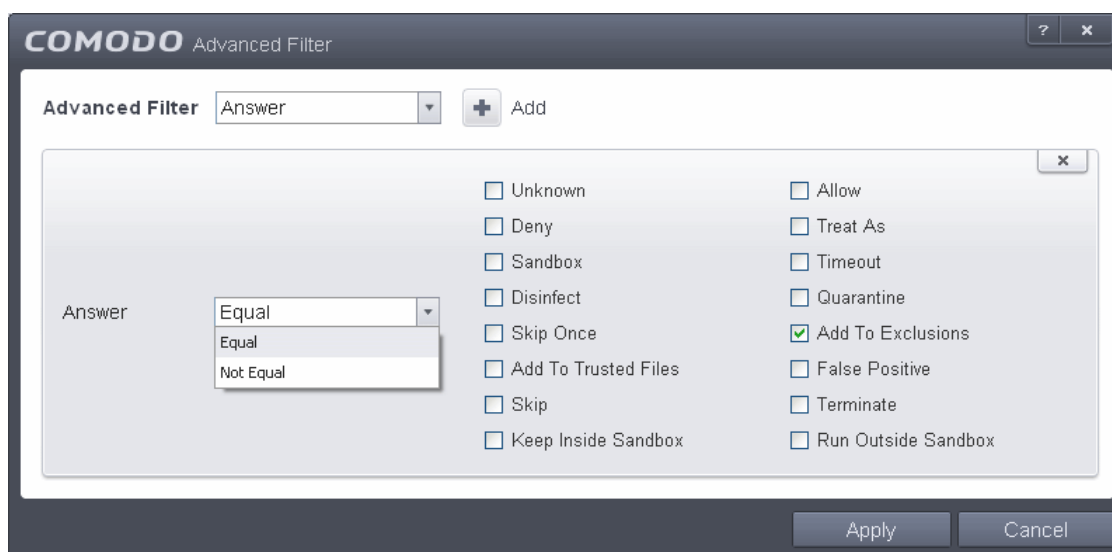 COMODO Advanced Filter ?
Advanced Filter Answer Add
Unknown Allow
Deny Treat As
Sandbox Timeout
Disinfect Quarantine
Answer Equal
Skip Once Add To Exclusions
Equal
Not Equal
Add To Trusted Files False Positive
Skip Terminate
Keep Inside Sandbox Run Outside Sandbox
Apply Cancel